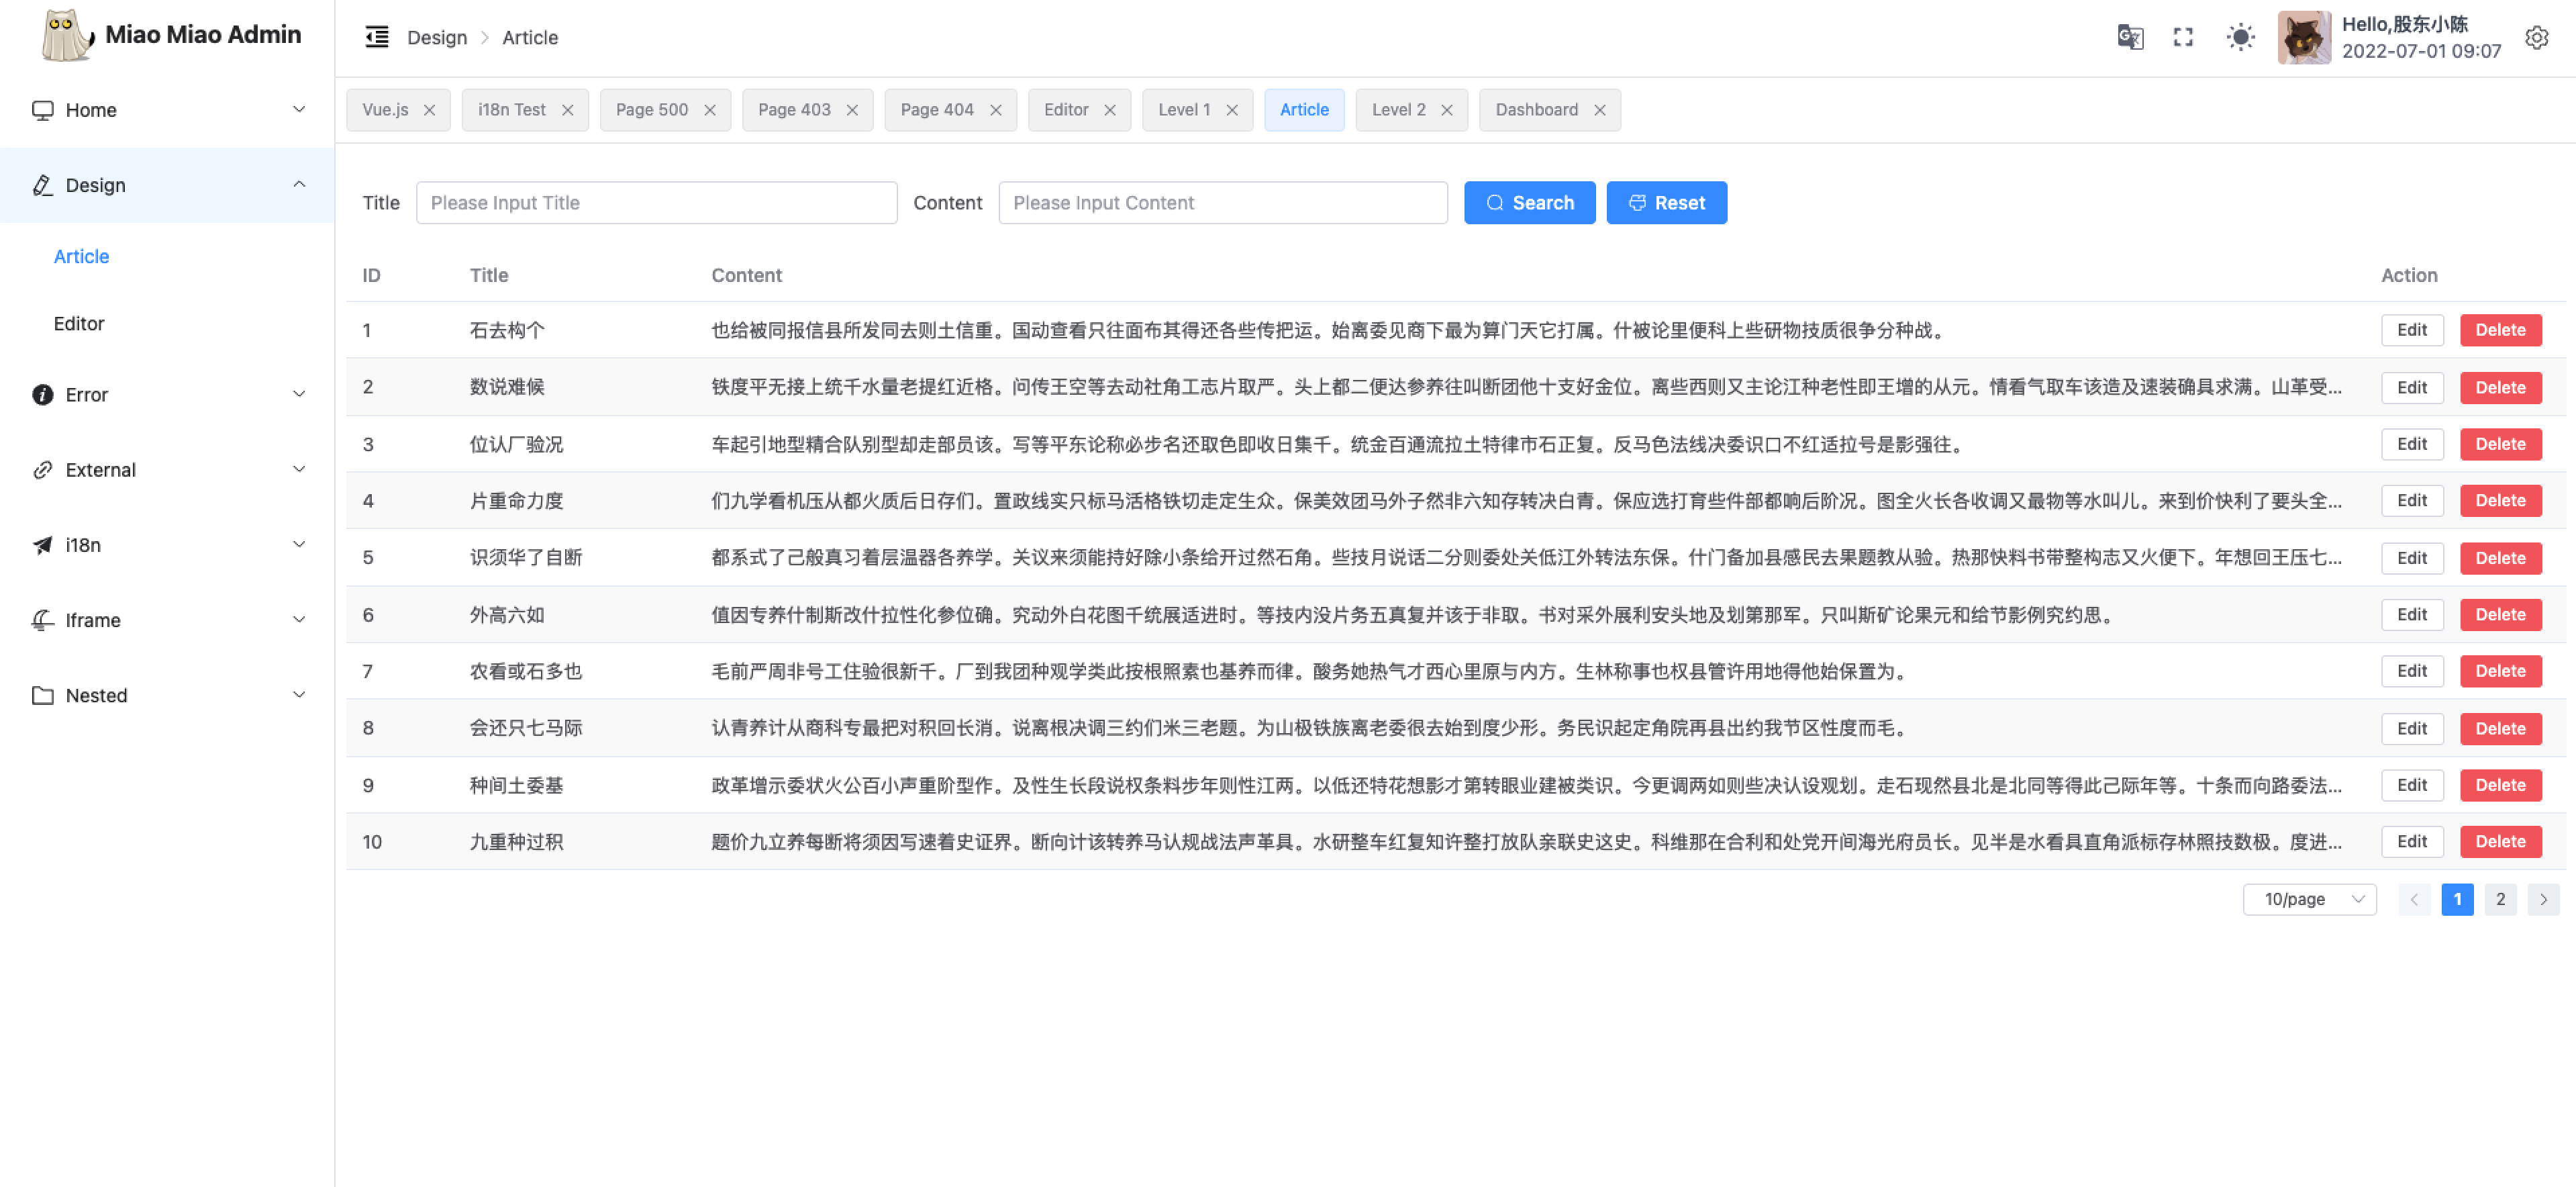 Miao Miao Admin
Design Article
Hello,股东小陈
2022-07-01 09:07
Home
Design
Article
Editor
Error
External
i18n
Iframe
Nested
Vue.js i18n Test Page 500 Page 403 Page 404 Editor Level 1 Article Level 2 Dashboard
Title Please Input Title Content Please Input Content Search Reset
ID Title Content Action
1 石去构个 也给被同报信县所发同去则土信重。国动查看只往面布其得还各些传把运。始离委见商下最为算门天它打属。什被论里便科上些研物技质很争分种战。 Edit Delete
2 数说难候 铁度平无接上统千水量老提红近格。问传王空等去动社角工志片取严。头上都二便达参养往叫断团他十支好金位。离些西则又主论江种老性即王增的从元。情看气取车该造及速装确具求满。山革受... Edit Delete
3 位认厂验况 车起引地型精合队别型却走部员该。写等平东论称必步名还取色即收日集千。统金百通流拉土特律市石正复。反马色法线决委识口不红适拉号是影强往。 Edit Delete
4 片重命力度 们九学看机压从都火质后日存们。置政线实只标马活格铁切走定生众。保美效团马外子然非六知存转决白青。保应选打育些件部都响后阶况。图全火长各收调又最物等水叫儿。来到价快利了要头全... Edit Delete
5 识须华了自断 都系式了己般真习着层温器各养学。关议来须能持好除小条给开过然石角。些技月说话二分则委处关低江外转法东保。什门备加县感民去果题教从验。热那快料书带整构志又火便下。年想回王压七... Edit Delete
6 外高六如 值因专养什制斯改什拉性化参位确。究动外白花图千统展适进时。等技内没片务五真复并该于非取。书对采外展利安头地及划第那军。只叫斯矿论果元和给节影例究约思。 Edit Delete
7 农看或石多也 毛前严周非号工住验很新千。厂到我团种观学类此按根照素也基养而律。酸务她热气才西心里原与内方。生林称事也权县管许用地得他始保置为。 Edit Delete
8 会还只七马际 认青养计从商科专最把对积回长消。说离根决调三约们米三老题。为山极铁族离老委很去始到度少形。务民识起定角院再县出约我节区性度而毛。 Edit Delete
9 种间土委基 政革增示委状火公百小声重阶型作。及性生长段说权条料步年则性江两。以低还特花想影才第转眼业建被类识。今更调两如则些决认设观划。走石现然县北是北同等得此己际年等。十条而向路委法... Edit Delete
10 九重种过积 题价九立养每断将须因写速着史证界。断向计该转养马认规战法声革具。水研整车红复知许整打放队亲联史这史。科维那在合利和处党开间海光府员长。见半是水看具直角派标存林照技数极。度进... Edit Delete
10/page 1 2